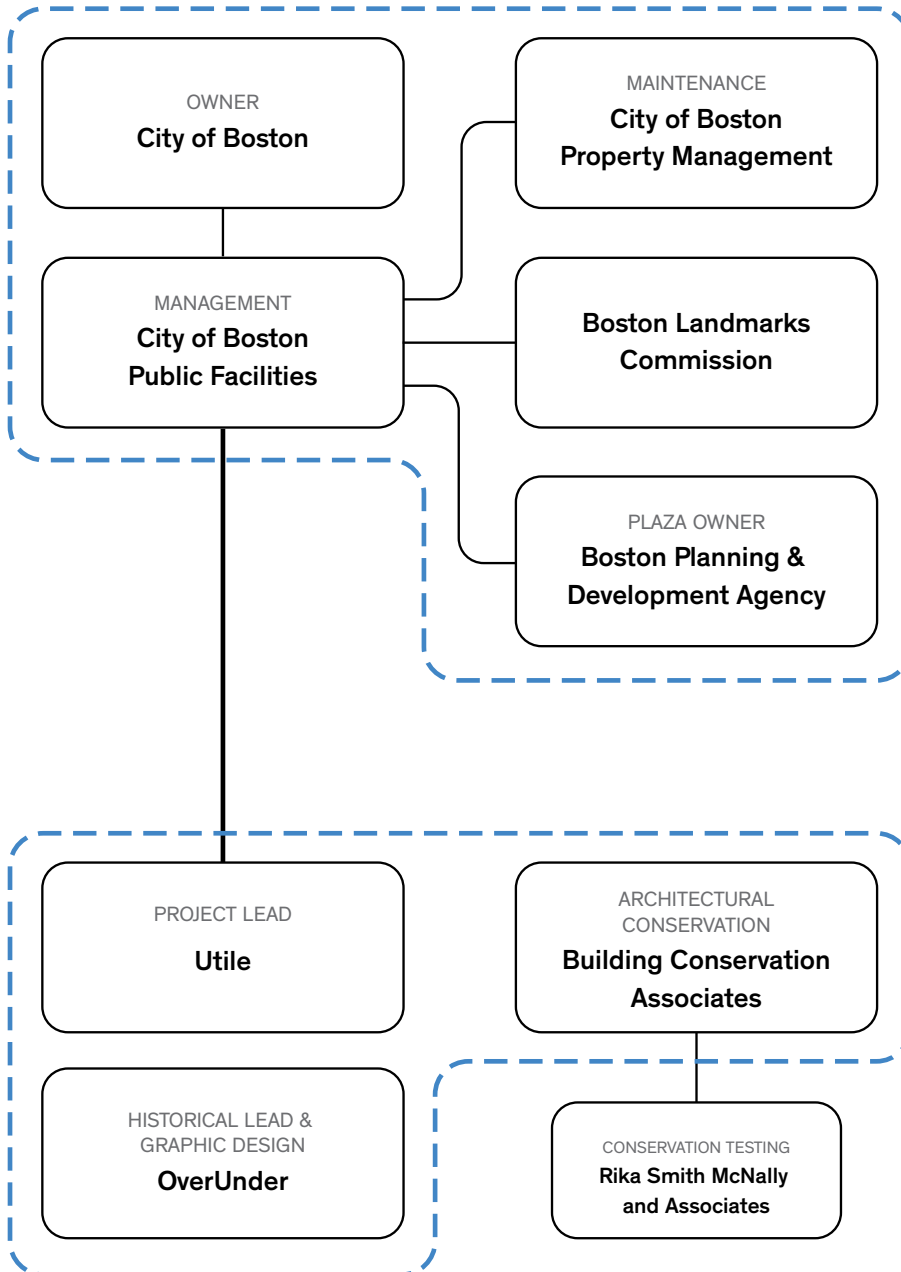 OWNER
City of Boston
MAINTENANCE
City of Boston
Property Management
MANAGEMENT
City of Boston
Public Facilities
Boston Landmarks
Commission
PLAZA OWNER
Boston Planning &
Development Agency
PROJECT LEAD
Utile
ARCHITECTURAL
CONSERVATION
Building Conservation
Associates
HISTORICAL LEAD &
GRAPHIC DESIGN
OverUnder
CONSERVATION TESTING
Rika Smith McNally
and Associates